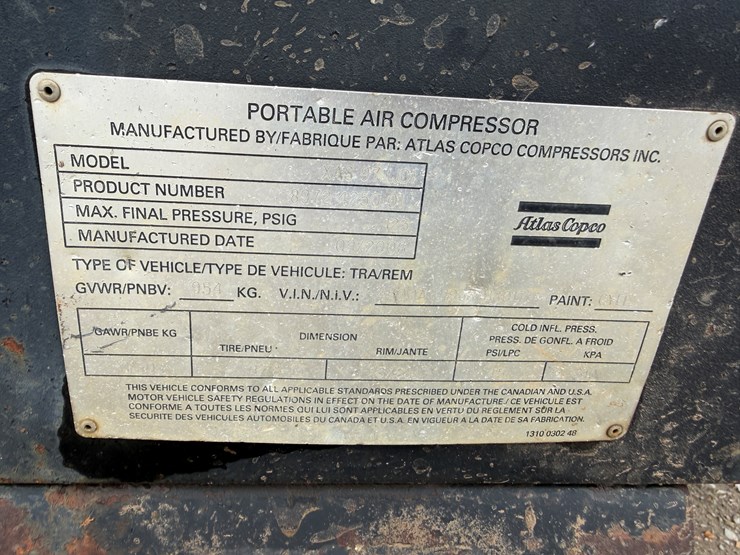 PORTABLE AIR COMPRESSOR
MANUFACTURED BY/FABRIQUE PAR: ATLAS COPCO COMPRESSORS INC.
MODEL
PRODUCT NUMBER
MAX. FINAL PRESSURE, PSIG
MANUFACTURED DATE
Atlas Copco
TYPE OF VEHICLE/TYPE DE VEHICULE: TRA/REM
GVWR/PNBV: KG. V.I.N./N.I.V.: PAINT:
GAWR/PNBE KG DIMENSION COLD INFL. PRESS.
PRESS. DE GONFL. A FROID
TIRE/PNEU RIM/JANTE PSI/LPC KPA
THIS VEHICLE CONFORMS TO ALL APPLICABLE STANDARDS PRESCRIBED UNDER THE CANADIAN AND U.S.A.
MOTOR VEHICLE SAFETY REGULATIONS IN EFFECT ON THE DATE OF MANUFACTURE./ CE VEHICULE EST
CONFORME A TOUTES LES NORMES QUI LUI SONT APPLICABLES EN VERTU DU REGLEMENT SUR LA
SECURITE DES VEHICULES AUTOMOBILES DU CANADA ET U.S.A. EN VIGUEUR A LA DATE DE SA FABRICATION.
1310 0302 48